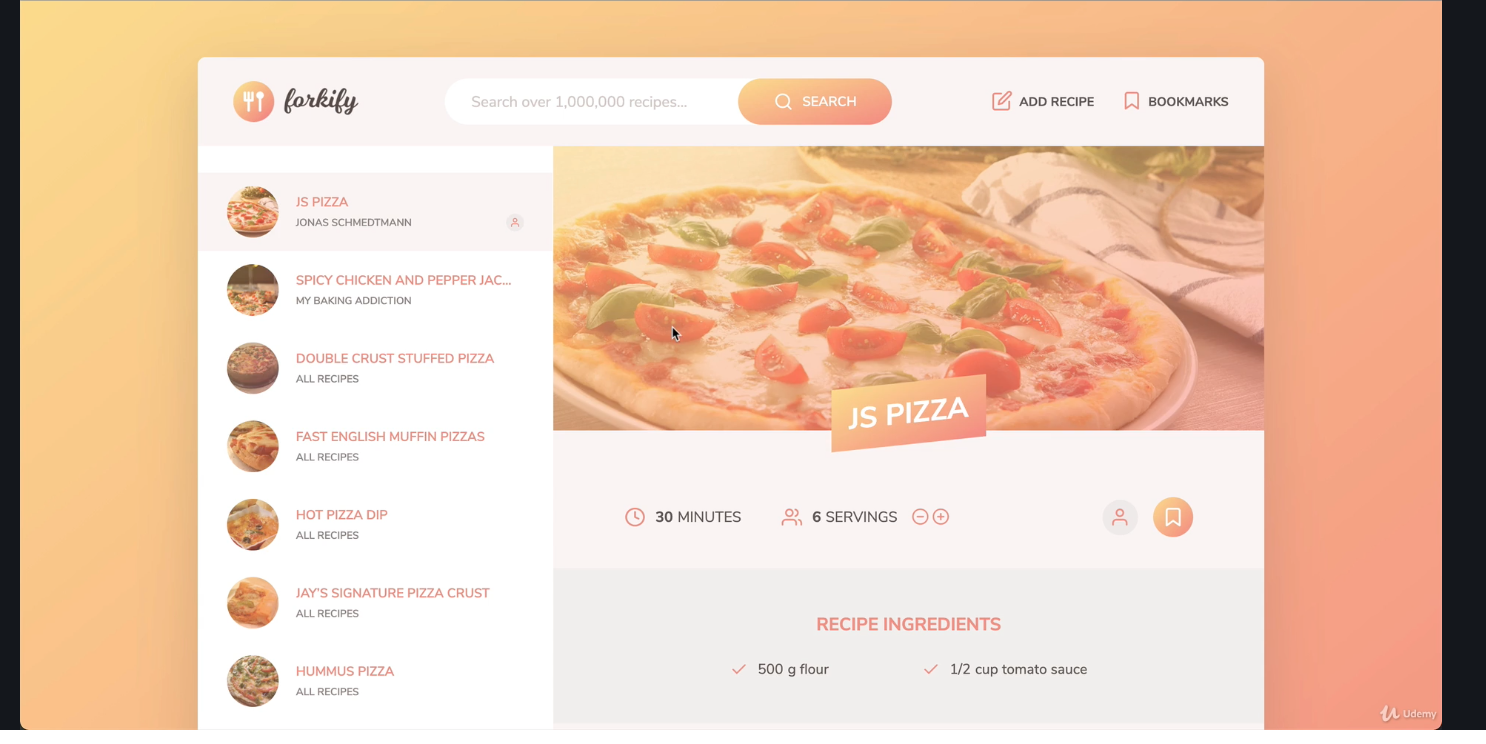 forkify
Search over 1,000,000 recipes...
SEARCH
ADD RECIPE
BOOKMARKS
JS PIZZA
JONAS SCHMEDTMANN
SPICY CHICKEN AND PEPPER JAC...
MY BAKING ADDICTION
DOUBLE CRUST STUFFED PIZZA
ALL RECIPES
FAST ENGLISH MUFFIN PIZZAS
ALL RECIPES
HOT PIZZA DIP
ALL RECIPES
JAY'S SIGNATURE PIZZA CRUST
ALL RECIPES
HUMMUS PIZZA
ALL RECIPES
JS PIZZA
30 MINUTES
6 SERVINGS
RECIPE INGREDIENTS
500 g flour
1/2 cup tomato sauce
Udemy